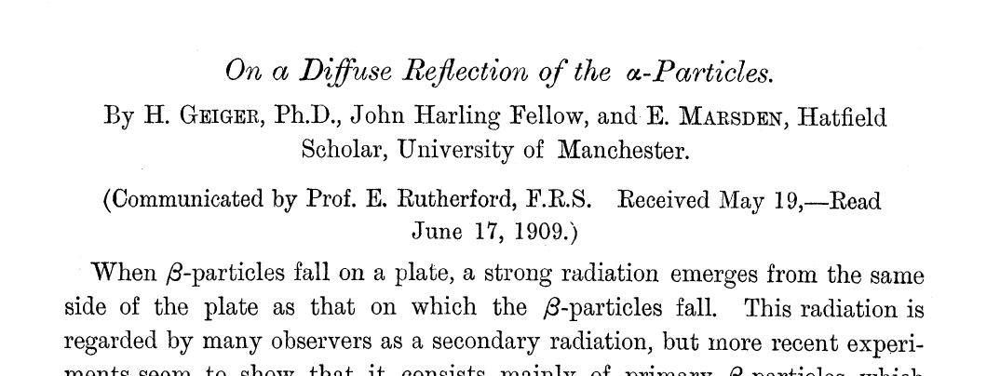 On a Diffuse Reflection of the α-Particles.
By H. GEIGER, Ph.D., John Harling Fellow, and E. MARSDEN, Hatfield
Scholar, University of Manchester.
(Communicated by Prof. E. Rutherford, F.R.S. Received May 19,—Read
June 17, 1909.)
When β-particles fall on a plate, a strong radiation emerges from the same
side of the plate as that on which the β-particles fall. This radiation is
regarded by many observers as a secondary radiation, but more recent experi-
ments seem to show that it consists mainly of primary β-particles which